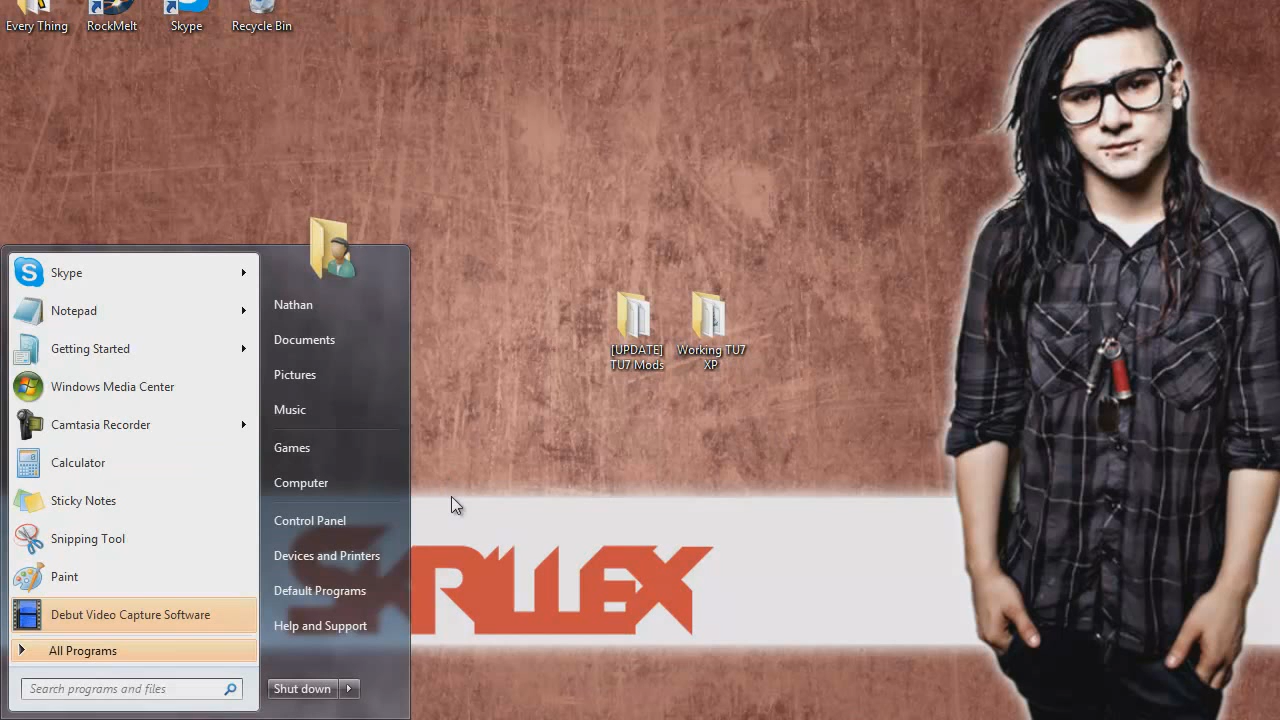 Every Thing
RockMelt
Skype
Recycle Bin
Skype
Notepad
Getting Started
Windows Media Center
Camtasia Recorder
Calculator
Sticky Notes
Snipping Tool
Paint
Debut Video Capture Software
All Programs
Search programs and files
Nathan
Documents
Pictures
Music
Games
Computer
Control Panel
Devices and Printers
Default Programs
Help and Support
Shut down
[UPDATE]
TU7 Mods
Working TU7
XP
SKRILLEX